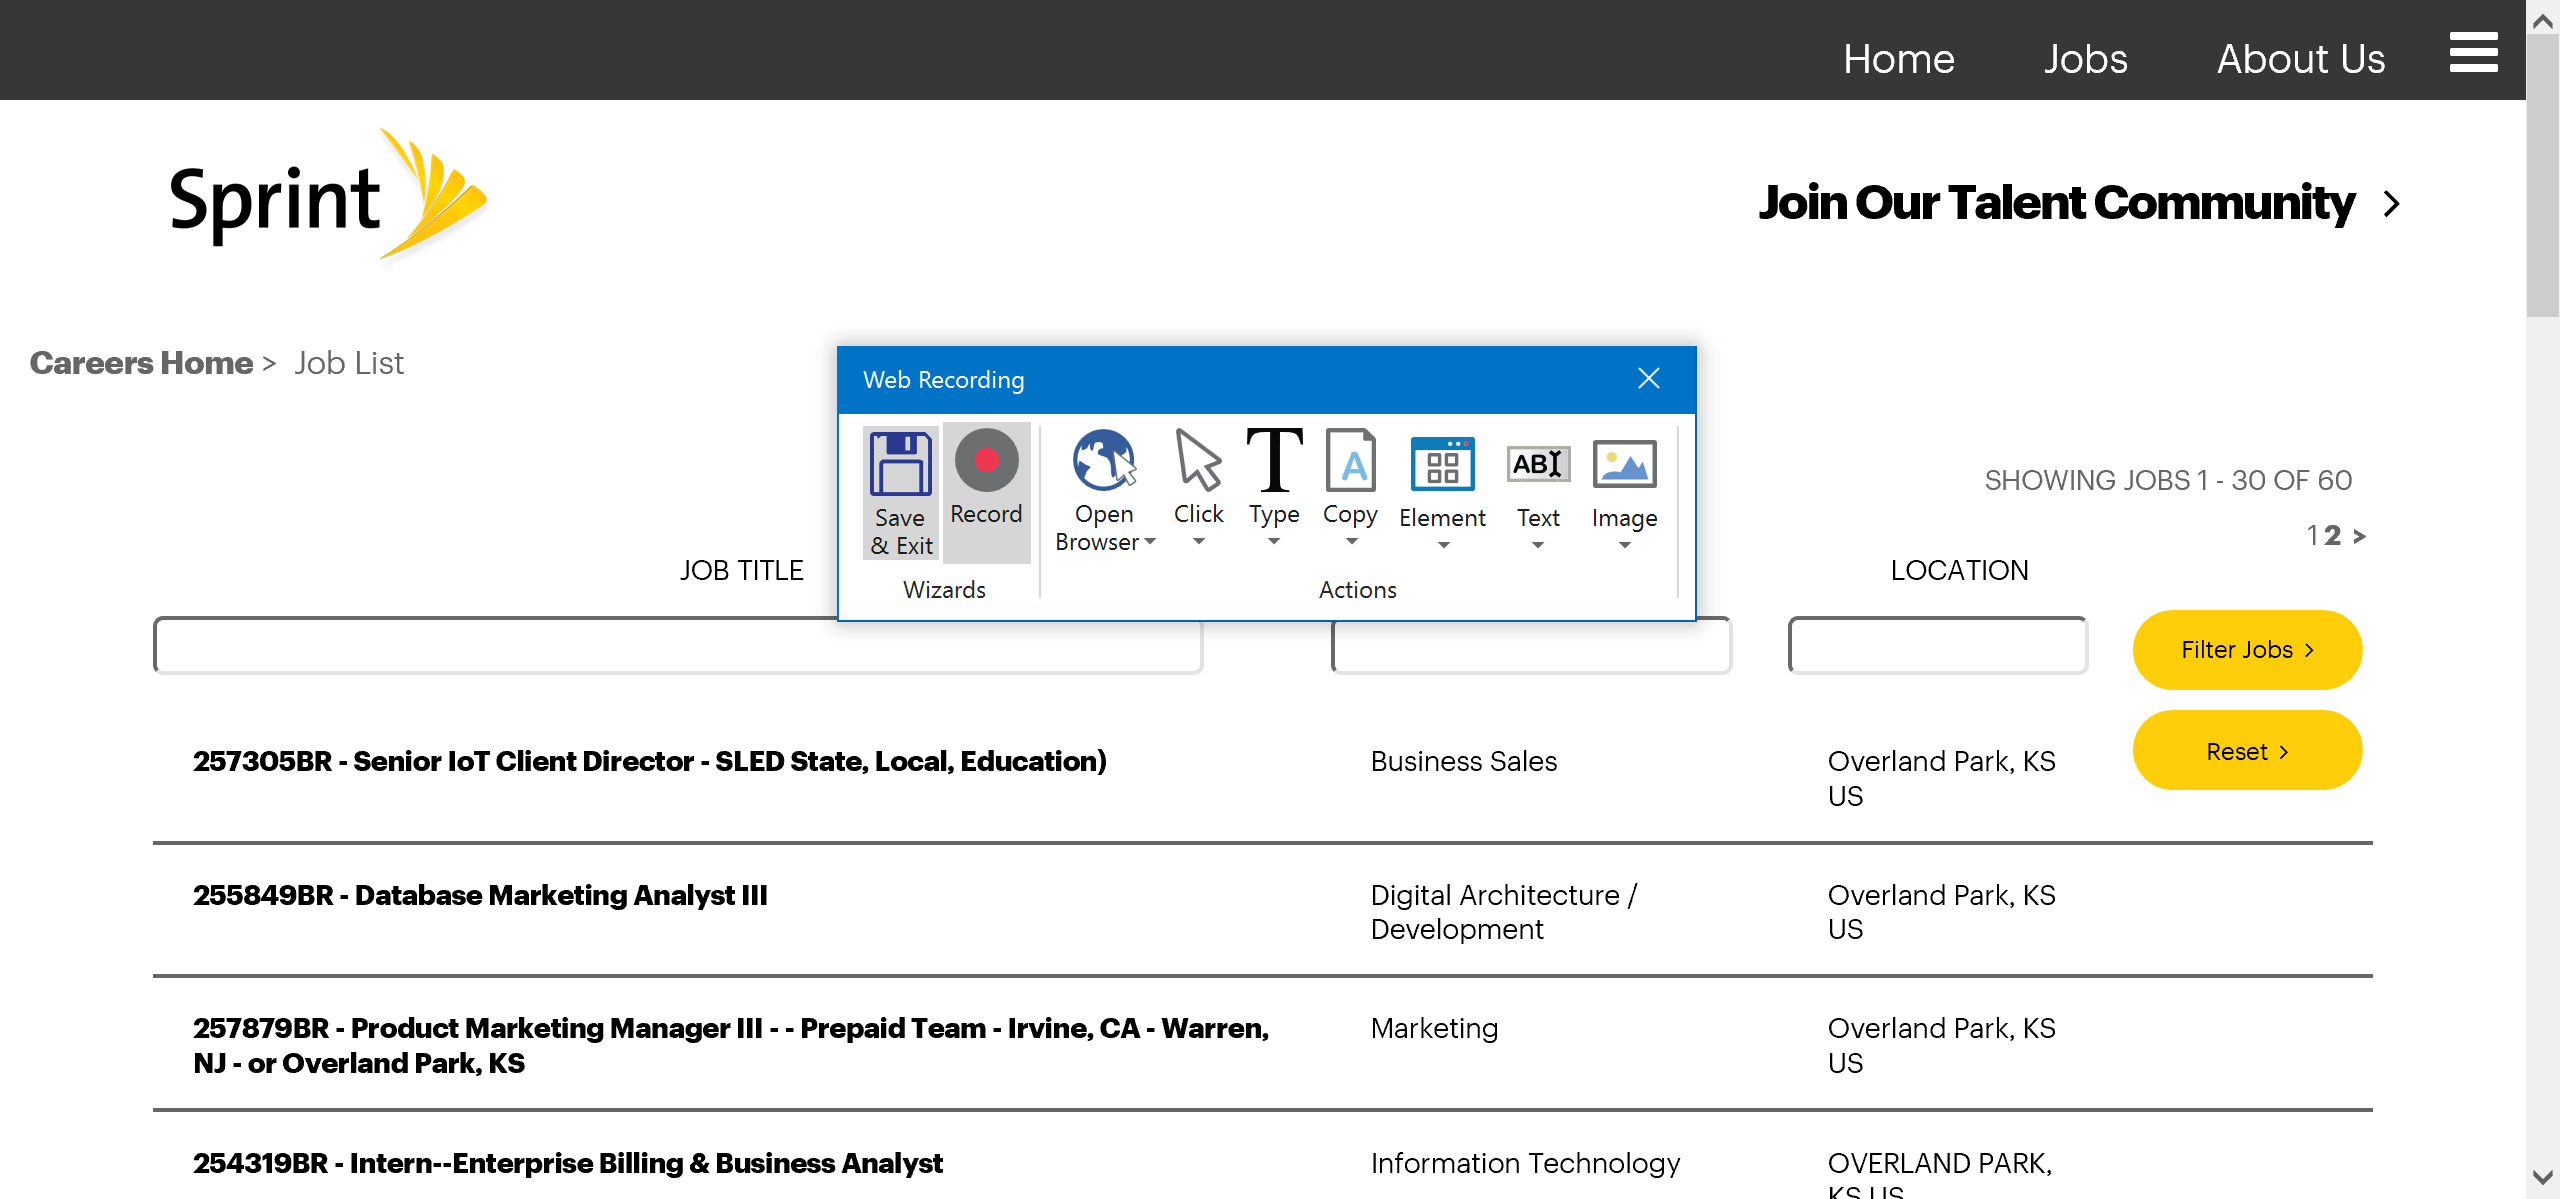 Home Jobs About Us
Sprint
Join Our Talent Community >
Careers Home > Job List
Web Recording
Save & Exit
Record
Wizards
Open Browser
Click
Type
Copy
A
Element
ABI
Text
Image
Actions
SHOWING JOBS 1 - 30 OF 60
1 2 >
JOB TITLE
LOCATION
Filter Jobs >
Reset >
257305BR - Senior IoT Client Director - SLED State, Local, Education)
Business Sales
Overland Park, KS
US
255849BR - Database Marketing Analyst III
Digital Architecture /
Development
Overland Park, KS
US
257879BR - Product Marketing Manager III - - Prepaid Team - Irvine, CA - Warren,
NJ - or Overland Park, KS
Marketing
Overland Park, KS
US
254319BR - Intern--Enterprise Billing & Business Analyst
Information Technology
OVERLAND PARK,
KS US